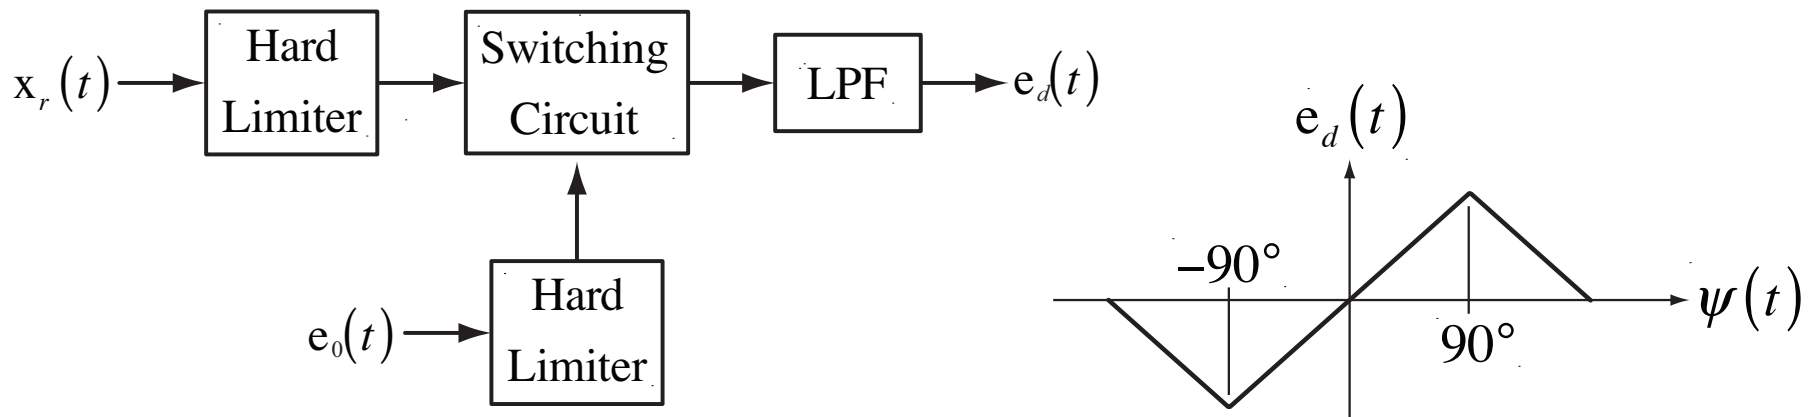 Hard
Limiter
Switching
Circuit
LPF
x_r(t)
e_d(t)
Hard
Limiter
e_0(t)
e_d(t)
−90°
90°
ψ(t)